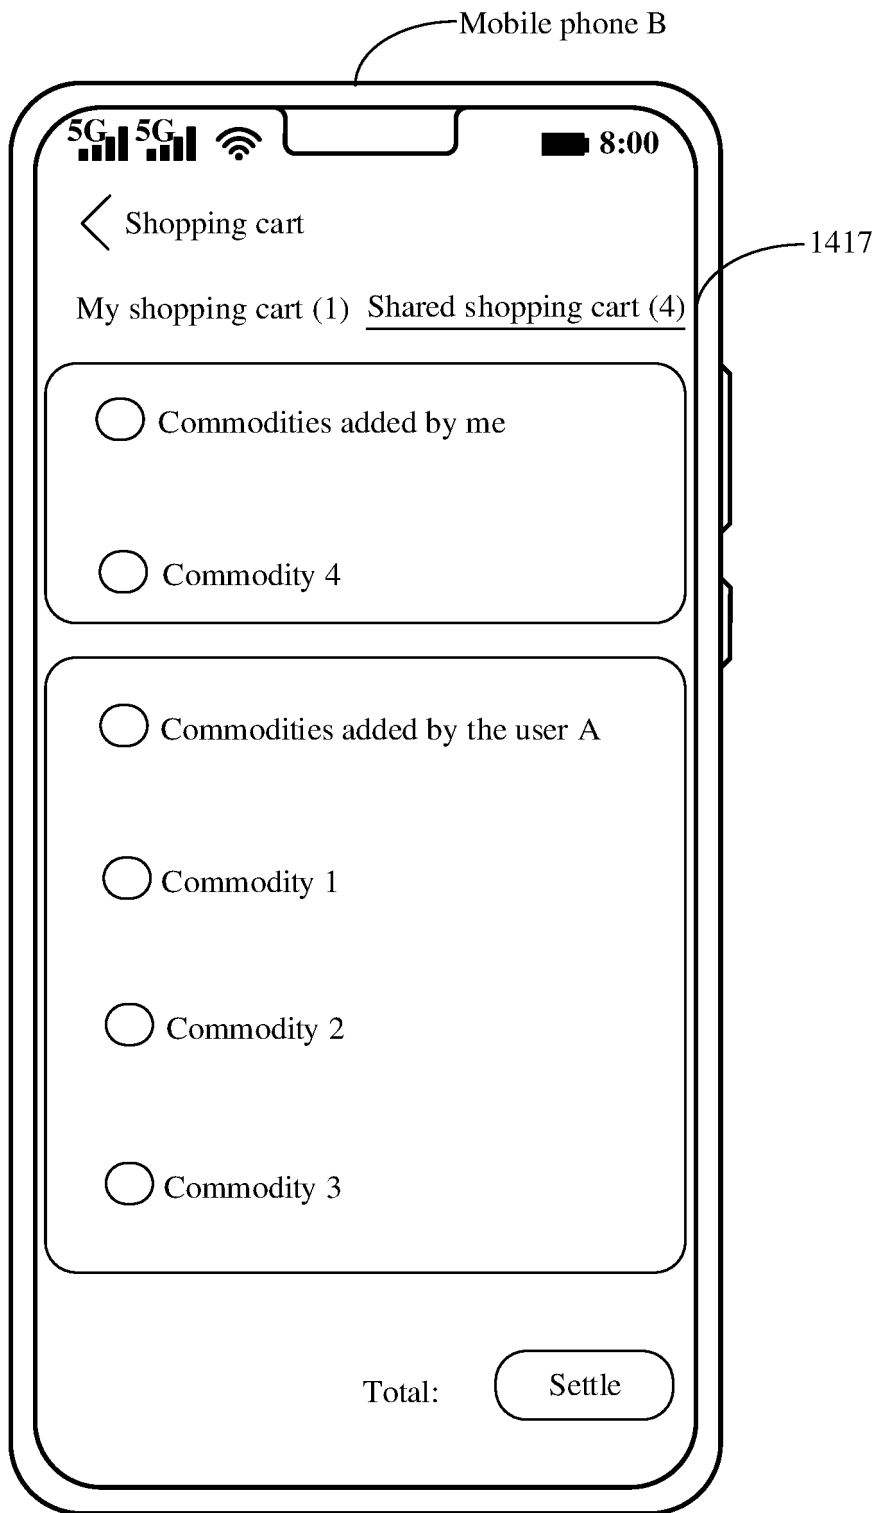 Mobile phone B
5G 5G 8:00
Shopping cart
1417
My shopping cart (1) Shared shopping cart (4)
Commodities added by me
Commodity 4
Commodities added by the user A
Commodity 1
Commodity 2
Commodity 3
Total: Settle